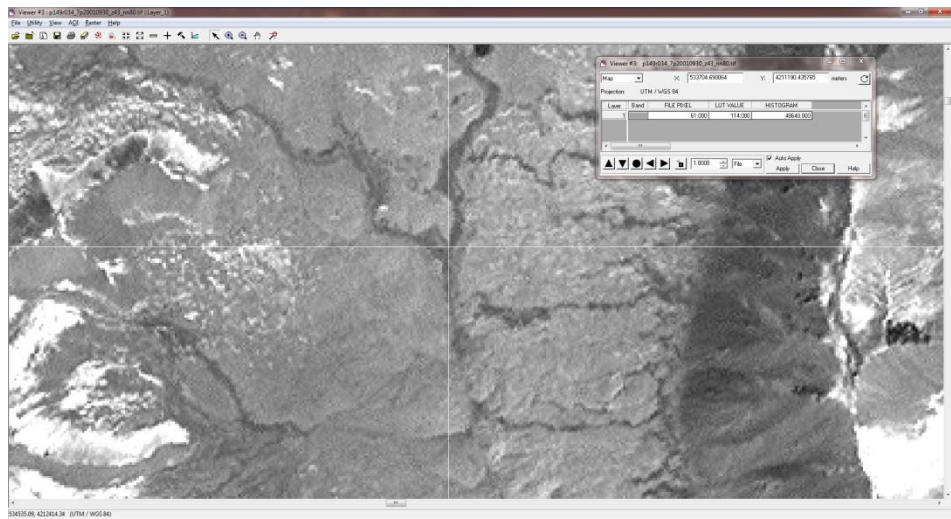 Viewer #3 : p149r034_7p20010930_z43_nn80.tif (:Layer_1)
File Utility View AOI Raster Help
Viewer #3: p149r034_7p20010930_z43_nn80.tif
Map X: 533704.690064 Y: 4211190.435765 meters
Projection: UTM / WGS 84
Layer Band FILE PIXEL LUT VALUE HISTOGRAM
1 61.000 114.000 48640.000
1.0000 File Auto Apply
Apply Close Help
534535.09, 4212414.34 (UTM / WGS 84)